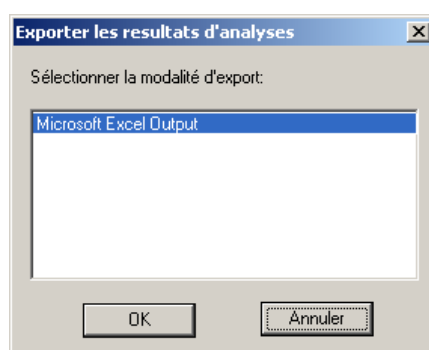 Exporter les resultats d'analyses
Sélectionner la modalité d'export:
Microsoft Excel Output
OK
Annuler